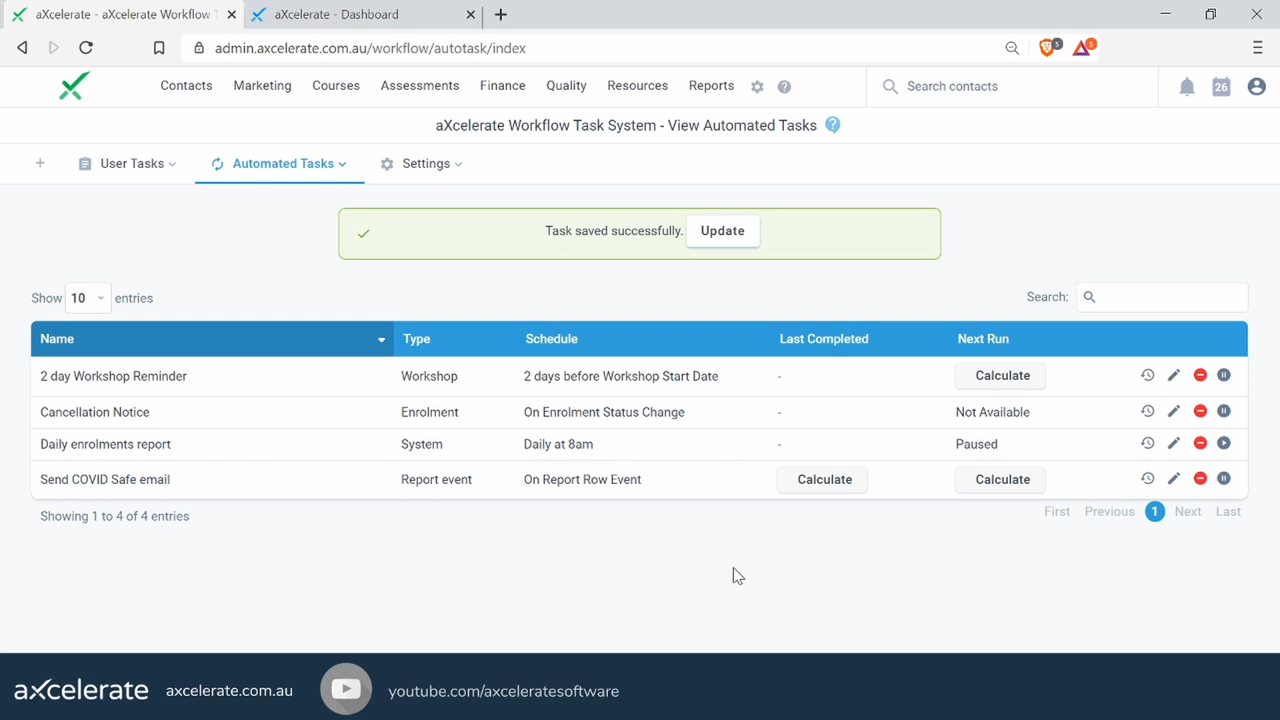 aXcelerate - aXcelerate Workflow T
aXcelerate - Dashboard
admin.axcelerate.com.au/workflow/autotask/index
5
5
Contacts Marketing Courses Assessments Finance Quality Resources Reports
Search contacts
26
aXcelerate Workflow Task System - View Automated Tasks
User Tasks
Automated Tasks
Settings
Task saved successfully. Update
Show 10 entries
Search:
Name Type Schedule Last Completed Next Run
2 day Workshop Reminder Workshop 2 days before Workshop Start Date - Calculate
Cancellation Notice Enrolment On Enrolment Status Change - Not Available
Daily enrolments report System Daily at 8am - Paused
Send COVID Safe email Report event On Report Row Event Calculate Calculate
Showing 1 to 4 of 4 entries
First Previous 1 Next Last
axcelerate axcelerate.com.au youtube.com/axceleratesoftware